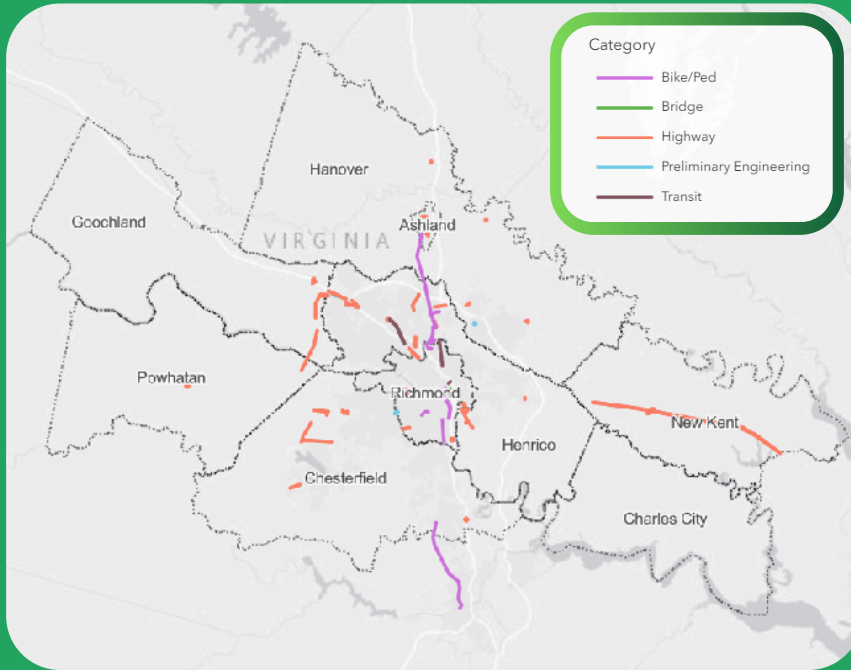 Category
Bike/Ped
Bridge
Highway
Preliminary Engineering
Transit
Hanover
Goochland
Ashland
VIRGINIA
Powhatan
Richmond
New Kent
Henrico
Chesterfield
Charles City